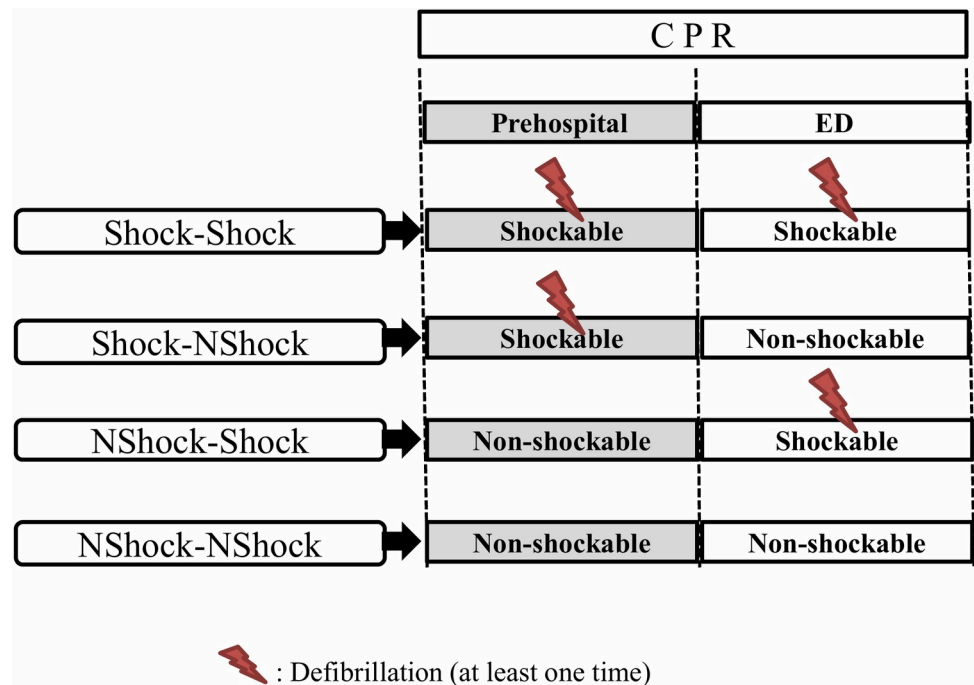 C P R
Prehospital ED
Shock-Shock Shockable Shockable
Shock-NShock Shockable Non-shockable
NShock-Shock Non-shockable Shockable
NShock-NShock Non-shockable Non-shockable
: Defibrillation (at least one time)